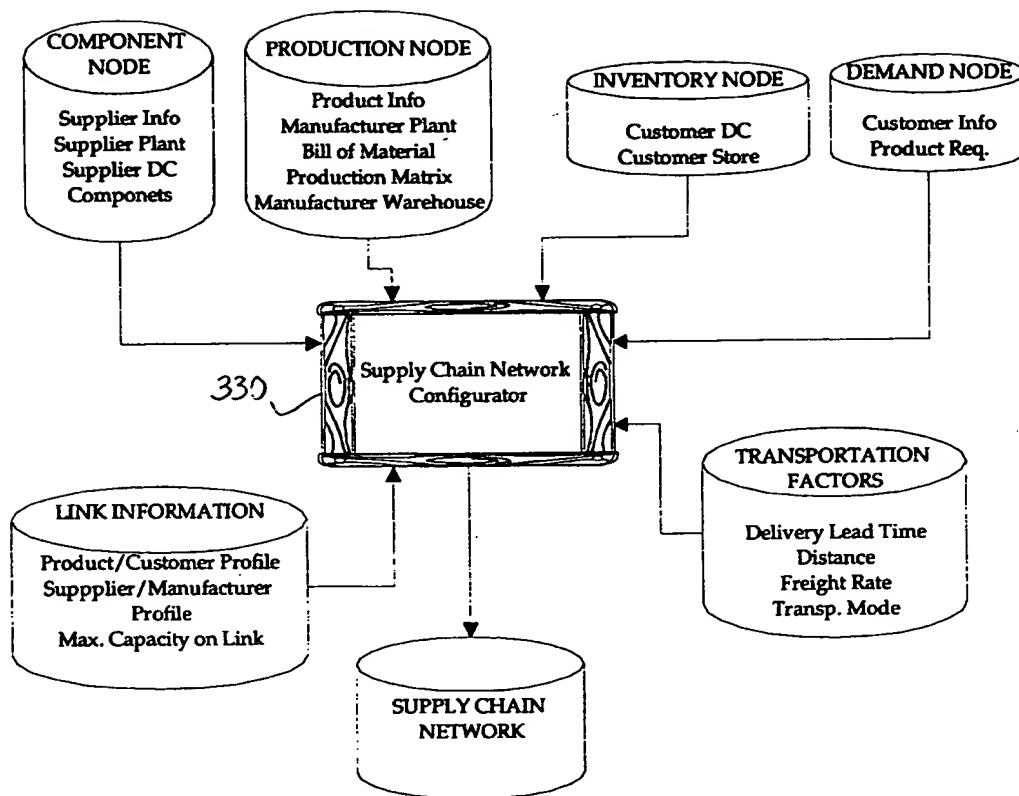 COMPONENT
NODE
Supplier Info
Supplier Plant
Supplier DC
Componets
PRODUCTION NODE
Product Info
Manufacturer Plant
Bill of Material
Production Matrix
Manufacturer Warehouse
INVENTORY NODE
Customer DC
Customer Store
DEMAND NODE
Customer Info
Product Req.
Supply Chain Network
Configurator
330
LINK INFORMATION
Product/Customer Profile
Suppplier/Manufacturer
Profile
Max. Capacity on Link
TRANSPORTATION
FACTORS
Delivery Lead Time
Distance
Freight Rate
Transp. Mode
SUPPLY CHAIN
NETWORK